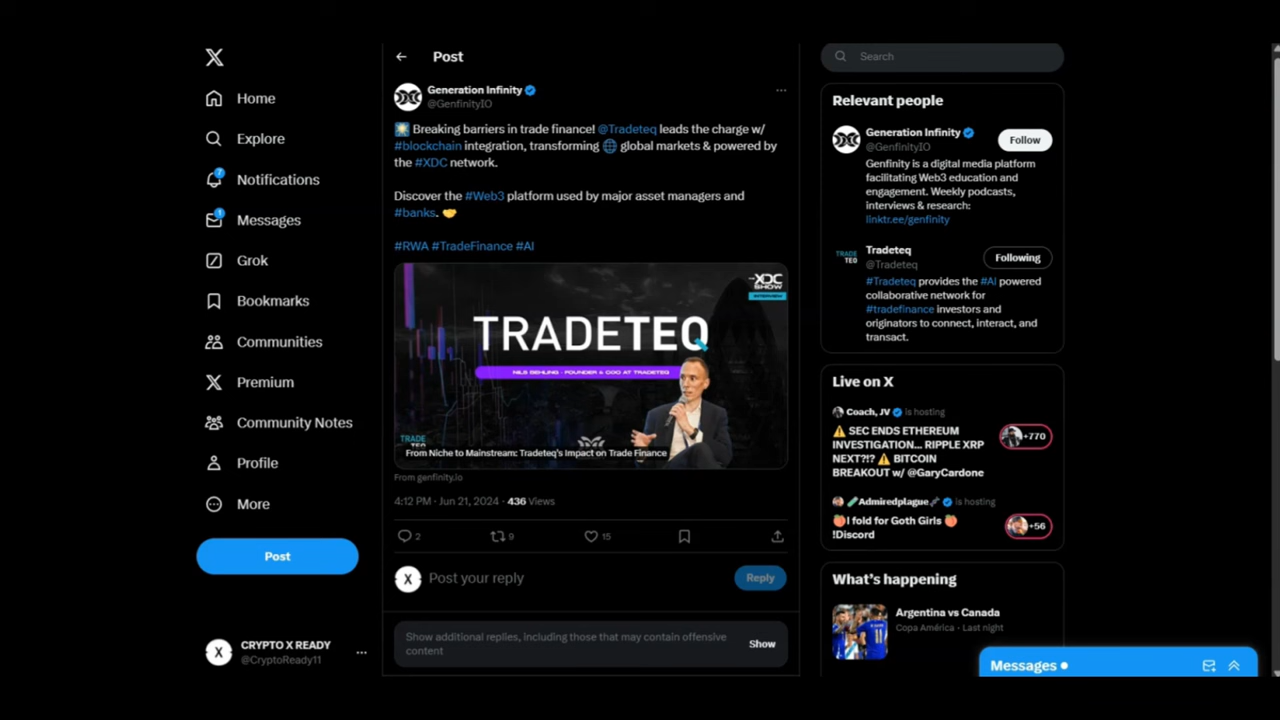 Home
Explore
7
Notifications
1
Messages
Grok
Bookmarks
Communities
Premium
Community Notes
Profile
More
Post
CRYPTO X READY
@CryptoReady11
Post
Generation Infinity
@GenfinityIO
Breaking barriers in trade finance! @Tradeteq leads the charge w/
#blockchain integration, transforming 🌐 global markets & powered by
the #XDC network.
Discover the #Web3 platform used by major asset managers and
#banks. 🤝
#RWA #TradeFinance #AI
THE XDC
SHOW
INTERVIEW
TRADETEQ
NILS BEHLING - FOUNDER & COO AT TRADETEQ
TRADE
TEQ
From Niche to Mainstream: Tradeteq's Impact on Trade Finance
From genfinity.io
4:12 PM · Jun 21, 2024 · 436 Views
2
9
15
X
Post your reply
Reply
Show additional replies, including those that may contain offensive
content
Show
Search
Relevant people
Generation Infinity
@GenfinityIO
Follow
Genfinity is a digital media platform
facilitating Web3 education and
engagement. Weekly podcasts,
interviews & research:
linktr.ee/genfinity
TRADE
TEQ
Tradeteq
@Tradeteq
Following
#Tradeteq provides the #AI powered
collaborative network for
#tradefinance investors and
originators to connect, interact, and
transact.
Live on X
Coach, JV is hosting
⚠️ SEC ENDS ETHEREUM
INVESTIGATION... RIPPLE XRP
NEXT?!? ⚠️ BITCOIN
BREAKOUT w/ @GaryCardone
+770
Admiredplague is hosting
🍑I fold for Goth Girls 🍑
!Discord
+56
What's happening
Argentina vs Canada
Copa América · Last night
11
Messages